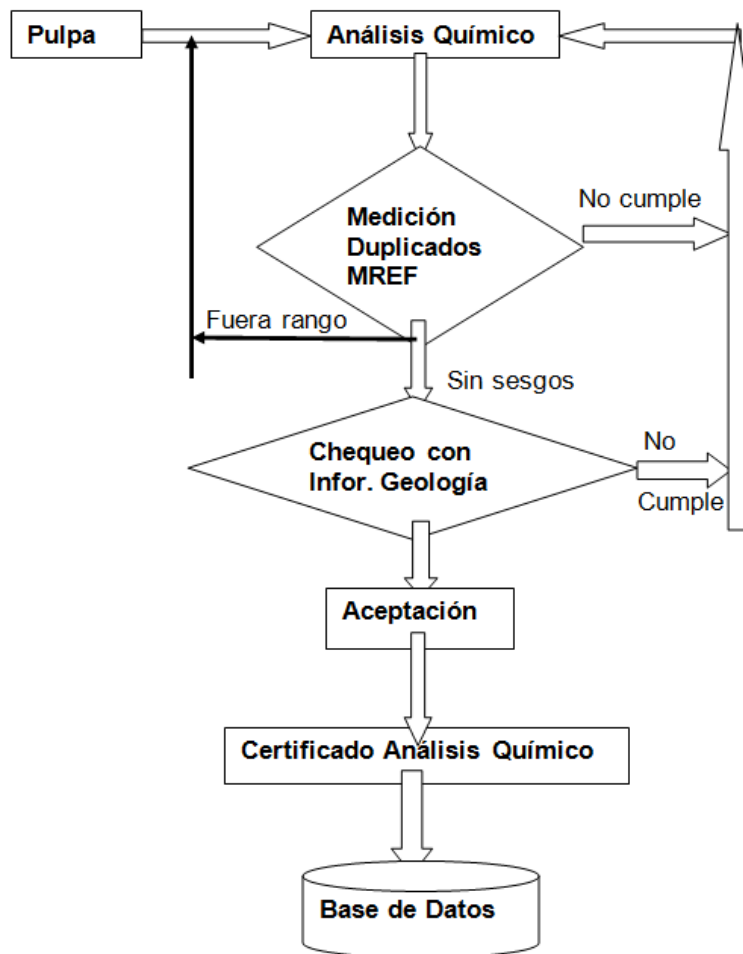 Pulpa
Análisis Químico
Medición
Duplicados
MREF
No cumple
Fuera rango
Sin sesgos
Chequeo con
Infor. Geología
No
Cumple
Aceptación
Certificado Análisis Químico
Base de Datos